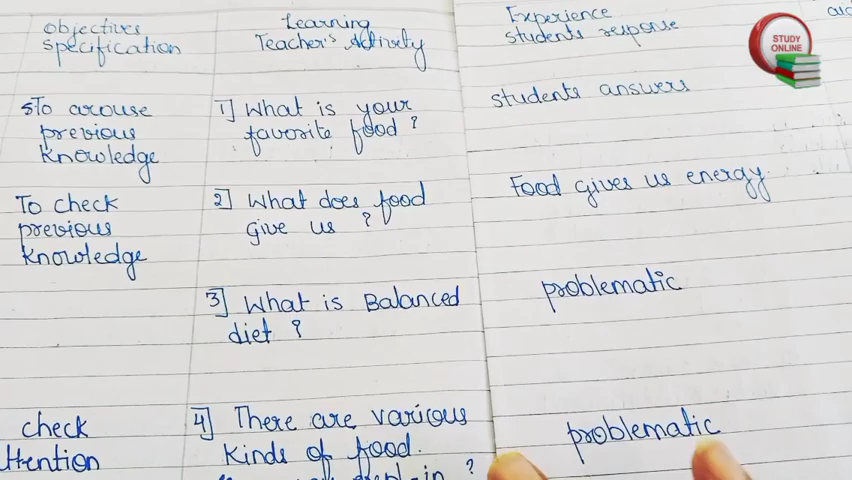 objectives
specification
Learning
Teacher's Activity
Experience
students response
STUDY
ONLINE
To arouse
previous
knowledge
1] What is your
favorite food ?
students answers
To check
previous
knowledge
2] What does food
give us ?
Food gives us energy.
3] What is Balanced
diet ?
problematic
check
4] There are various
kinds of food.
problematic